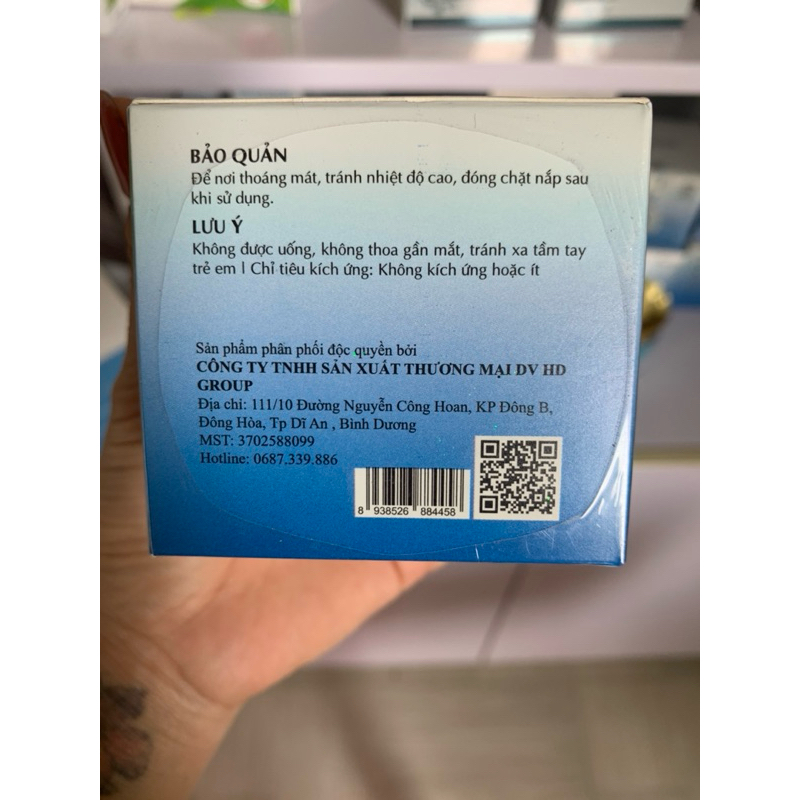 BẢO QUẢN
Để nơi thoáng mát, tránh nhiệt độ cao, đóng chặt nắp sau
khi sử dụng.
LƯU Ý
Không được uống, không thoa gần mắt, tránh xa tầm tay
trẻ em | Chỉ tiêu kích ứng: Không kích ứng hoặc ít
Sản phẩm phân phối độc quyền bởi
CÔNG TY TNHH SẢN XUẤT THƯƠNG MẠI DV HD
GROUP
Địa chỉ: 111/10 Đường Nguyễn Công Hoan, KP Đông B,
Đông Hòa, Tp Dĩ An , Bình Dương
MST: 3702588099
Hotline: 0687.339.886
8 938526 884458